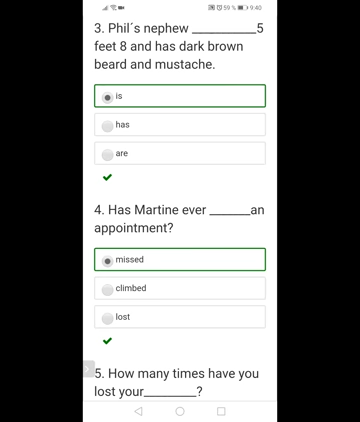 59 % 9:40
3. Phil´s nephew ___________5
feet 8 and has dark brown
beard and mustache.
is
has
are
4. Has Martine ever _______an
appointment?
missed
climbed
lost
5. How many times have you
lost your_________?